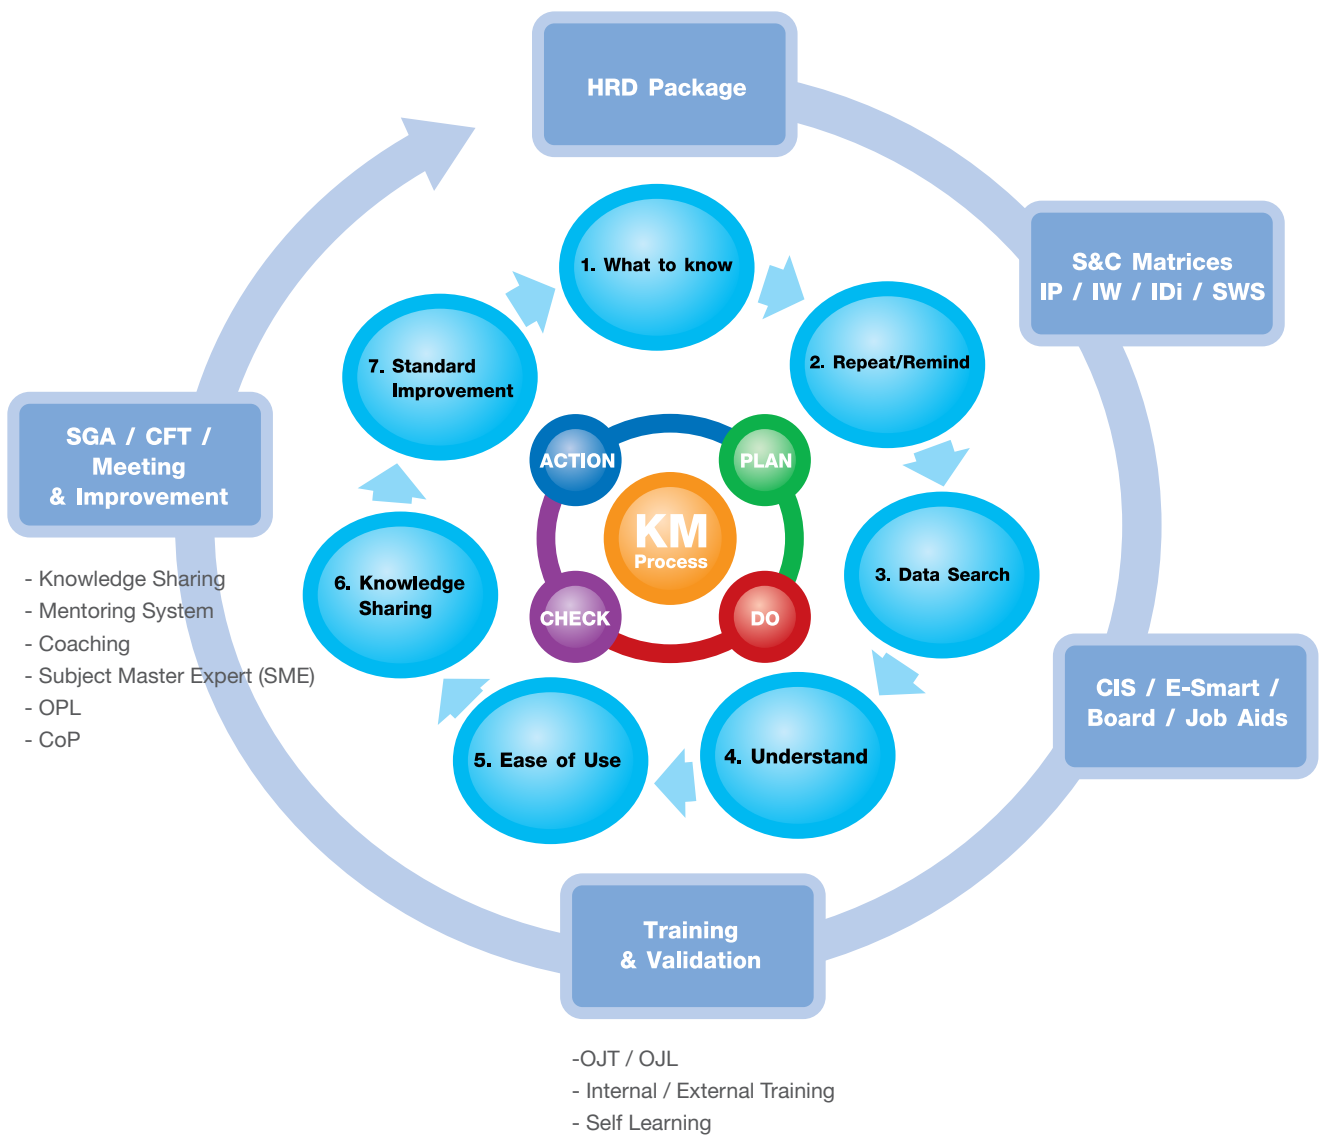 HRD Package
S&C Matrices
IP / IW / IDi / SWS
CIS / E-Smart /
Board / Job Aids
Training
& Validation
-OJT / OJL
- Internal / External Training
- Self Learning
SGA / CFT /
Meeting
& Improvement
- Knowledge Sharing
- Mentoring System
- Coaching
- Subject Master Expert (SME)
- OPL
- CoP
1. What to know
2. Repeat/Remind
3. Data Search
4. Understand
5. Ease of Use
6. Knowledge
Sharing
7. Standard
Improvement
ACTION
PLAN
KM
Process
CHECK
DO